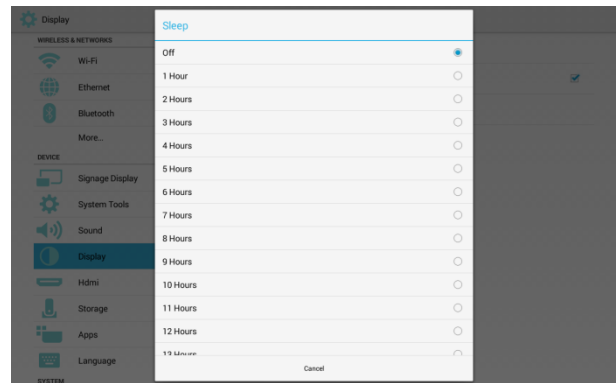 Display
WIRELESS & NETWORKS
Wi-Fi
Ethernet
Bluetooth
More...
DEVICE
Signage Display
System Tools
Sound
Display
Hdmi
Storage
Apps
Language
SYSTEM
Sleep
Off
1 Hour
2 Hours
3 Hours
4 Hours
5 Hours
6 Hours
7 Hours
8 Hours
9 Hours
10 Hours
11 Hours
12 Hours
13 Hours
Cancel